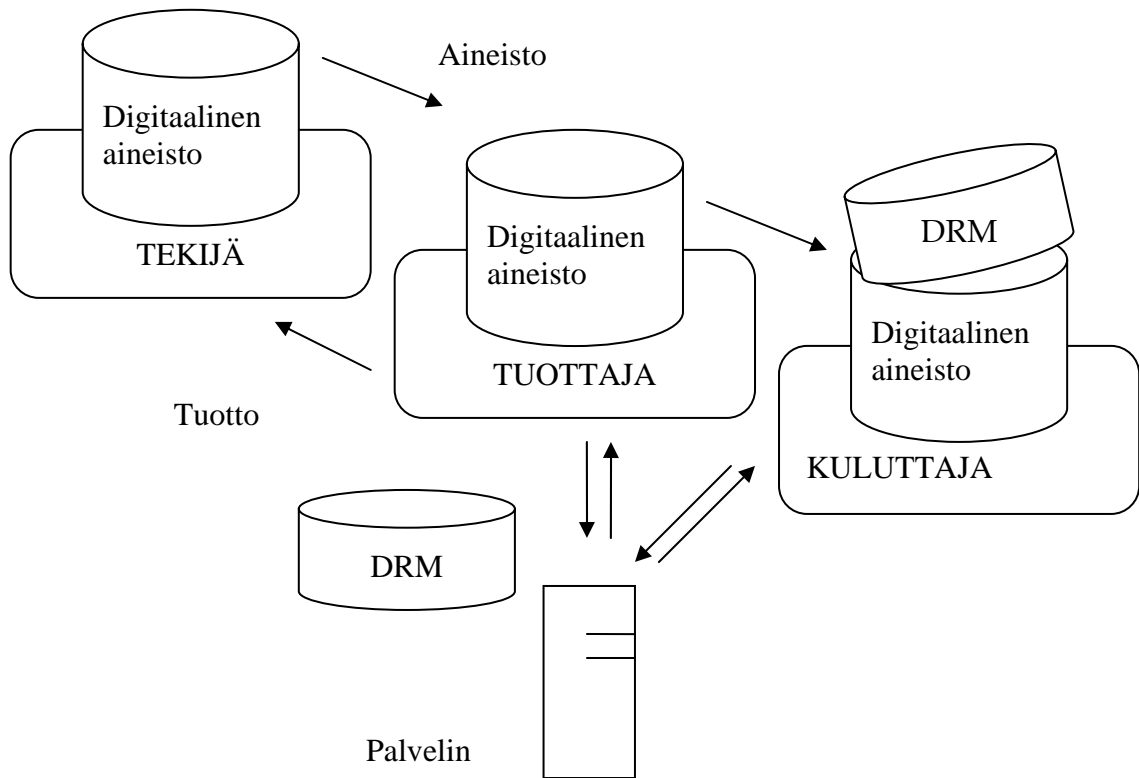 Aineisto
Digitaalinen
aineisto
TEKIJÄ
Digitaalinen
aineisto
TUOTTAJA
DRM
Digitaalinen
aineisto
KULUTTAJA
Tuotto
DRM
Palvelin